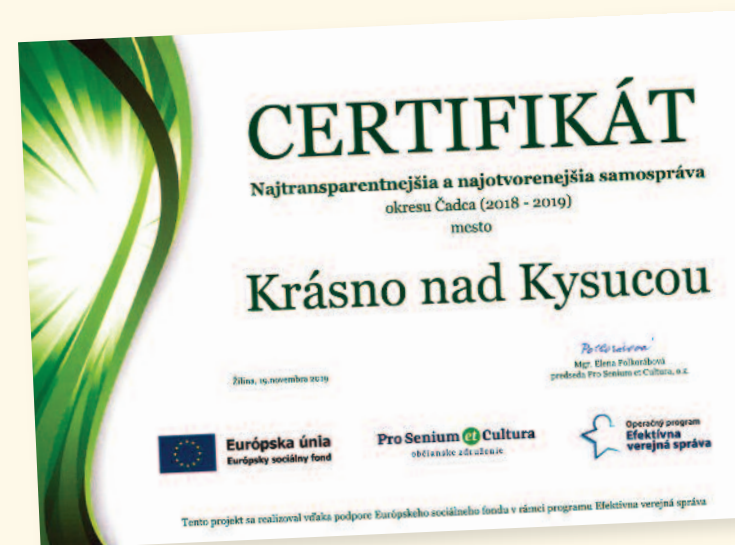 CERTIFIKÁT
Najtransparentnejšia a najotvorenejšia samospráva
okresu Čadca (2018 - 2019)
mesto
Krásno nad Kysucou
Žilina, 19.novembra 2019
Mgr. Elena Polkorábová
predseda Pro Senium et Cultura, o.z.
Európska únia
Európsky sociálny fond
Pro Senium et Cultura
občianske združenie
Operačný program
Efektívna
verejná správa
Tento projekt sa realizoval vďaka podpore Európskeho sociálneho fondu v rámci programu Efektívna verejná správa